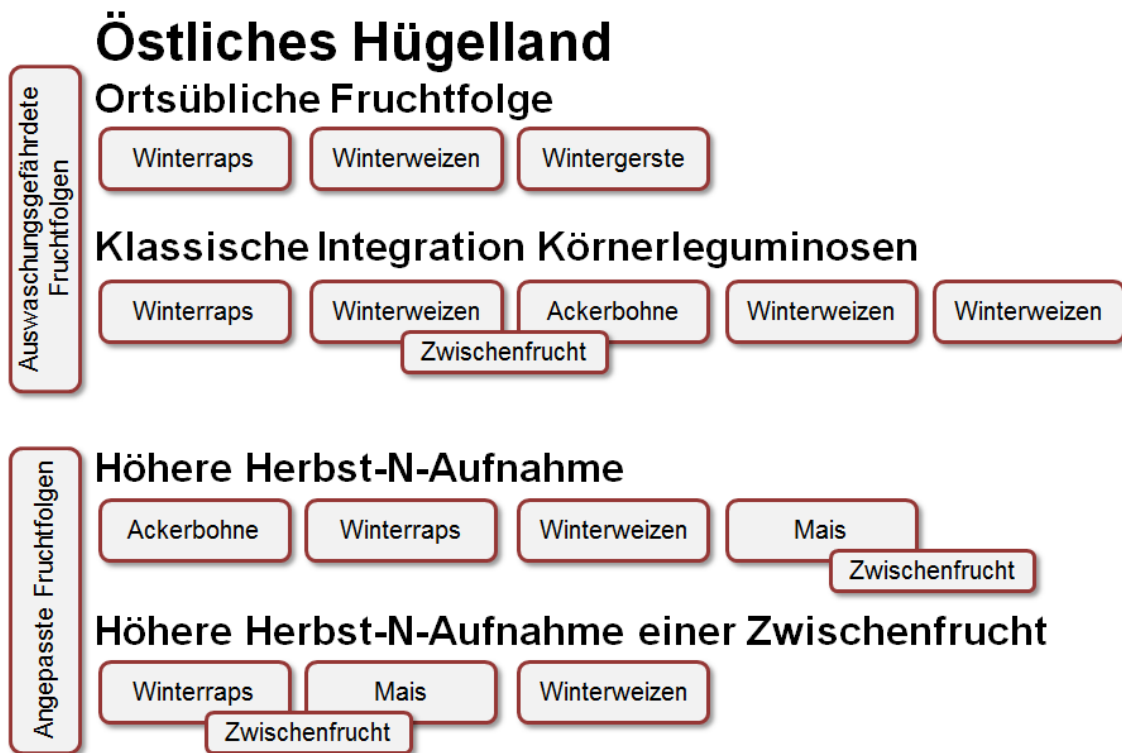 Östliches Hügelland
Auswaschungsgefährdete
Fruchtfolgen
Ortsübliche Fruchtfolge
Winterraps Winterweizen Wintergerste
Klassische Integration Körnerleguminosen
Winterraps Winterweizen Ackerbohne Winterweizen Winterweizen
Zwischenfrucht
Angepasste Fruchtfolgen
Höhere Herbst-N-Aufnahme
Ackerbohne Winterraps Winterweizen Mais
Zwischenfrucht
Höhere Herbst-N-Aufnahme einer Zwischenfrucht
Winterraps Mais Winterweizen
Zwischenfrucht